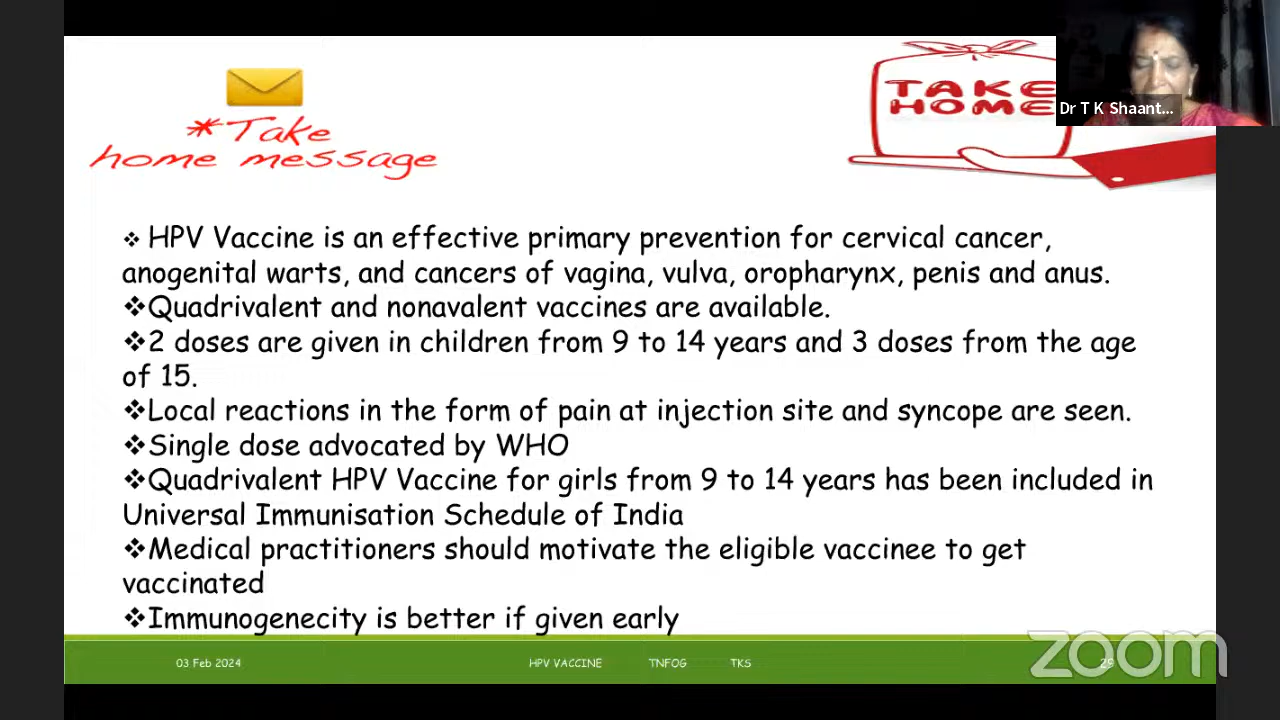 TAKE
HOME
Dr T K Shaant...
*Take
home message
❖ HPV Vaccine is an effective primary prevention for cervical cancer,
anogenital warts, and cancers of vagina, vulva, oropharynx, penis and anus.
❖Quadrivalent and nonavalent vaccines are available.
❖2 doses are given in children from 9 to 14 years and 3 doses from the age
of 15.
❖Local reactions in the form of pain at injection site and syncope are seen.
❖Single dose advocated by WHO
❖Quadrivalent HPV Vaccine for girls from 9 to 14 years has been included in
Universal Immunisation Schedule of India
❖Medical practitioners should motivate the eligible vaccinee to get
vaccinated
❖Immunogenecity is better if given early
03 Feb 2024 HPV VACCINE TNFOG TKS 29
zoom